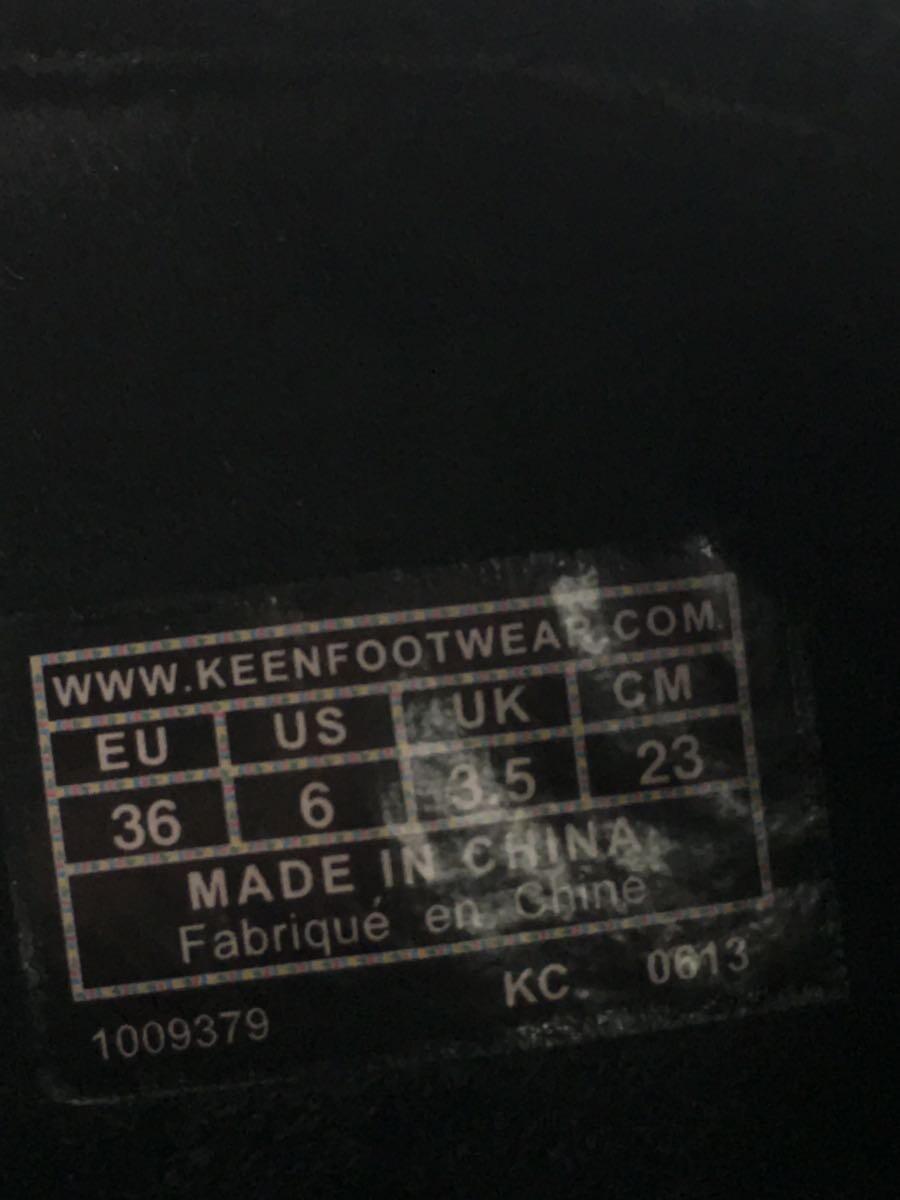 WWW.KEENFOOTWEAR.COM.
EU US UK CM
36 6 3.5 23
MADE IN CHINA
Fabriqué en Chine
KC 0613
1009379